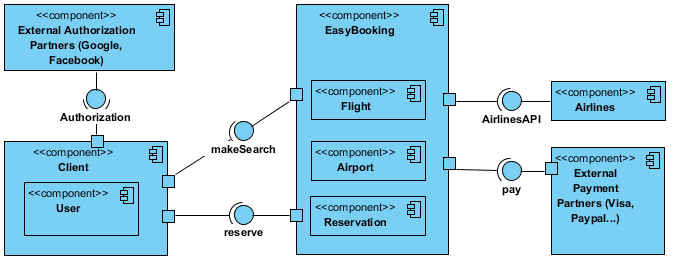 <<component>>
External Authorization
Partners (Google,
Facebook)
Authorization
<<component>>
Client
<<component>>
User
makeSearch
reserve
<<component>>
EasyBooking
<<component>>
Flight
<<component>>
Airport
<<component>>
Reservation
AirlinesAPI
pay
<<component>>
Airlines
<<component>>
External
Payment
Partners (Visa,
Paypal...)